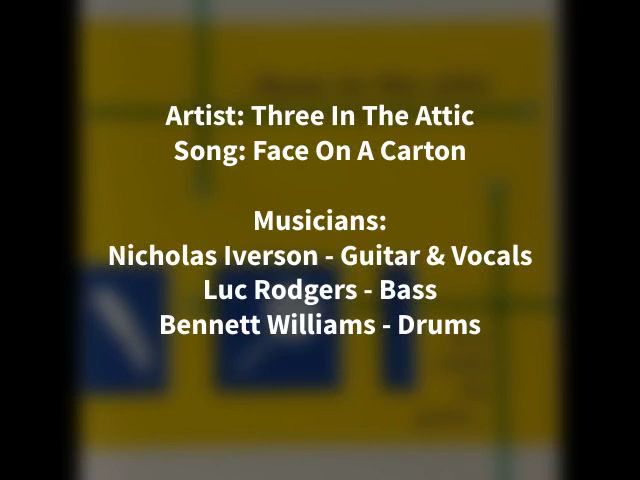 Artist: Three In The Attic
Song: Face On A Carton
Musicians:
Nicholas Iverson - Guitar & Vocals
Luc Rodgers - Bass
Bennett Williams - Drums